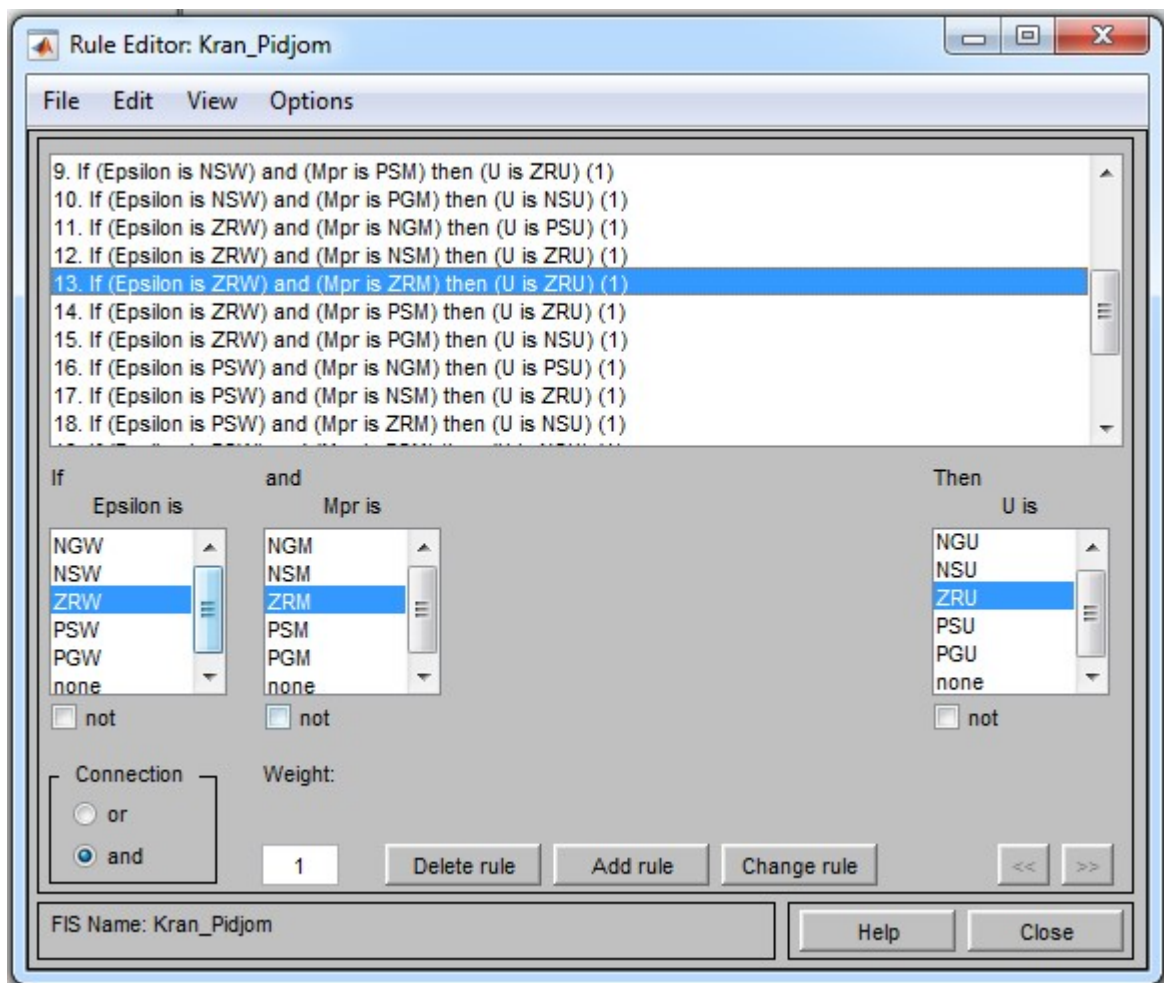 Rule Editor: Kran_Pidjom
File Edit View Options
9. If (Epsilon is NSW) and (Mpr is PSM) then (U is ZRU) (1)
10. If (Epsilon is NSW) and (Mpr is PGM) then (U is NSU) (1)
11. If (Epsilon is ZRW) and (Mpr is NGM) then (U is PSU) (1)
12. If (Epsilon is ZRW) and (Mpr is NSM) then (U is ZRU) (1)
13. If (Epsilon is ZRW) and (Mpr is ZRM) then (U is ZRU) (1)
14. If (Epsilon is ZRW) and (Mpr is PSM) then (U is ZRU) (1)
15. If (Epsilon is ZRW) and (Mpr is PGM) then (U is NSU) (1)
16. If (Epsilon is PSW) and (Mpr is NGM) then (U is PSU) (1)
17. If (Epsilon is PSW) and (Mpr is NSM) then (U is ZRU) (1)
18. If (Epsilon is PSW) and (Mpr is ZRM) then (U is NSU) (1)
If and Then
Epsilon is Mpr is U is
NGW NGM NGU
NSW NSM NSU
ZRW ZRM ZRU
PSW PSM PSU
PGW PGM PGU
none none none
not not not
Connection Weight:
or
and 1 Delete rule Add rule Change rule << >>
FIS Name: Kran_Pidjom Help Close